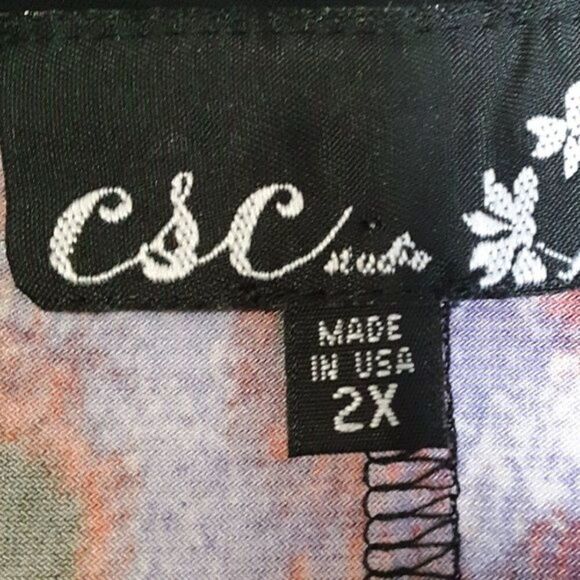 CSC studio
MADE
IN USA
2X